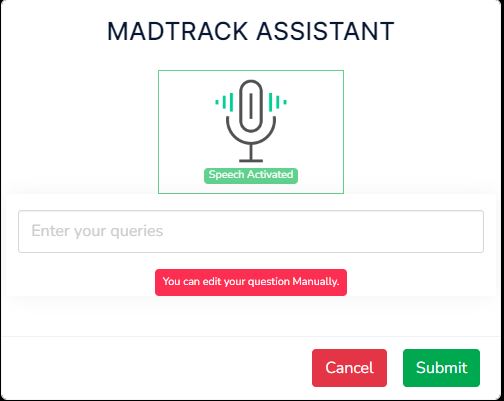 MADTRACK ASSISTANT
Speech Activated
Enter your queries
You can edit your question Manually.
Cancel Submit